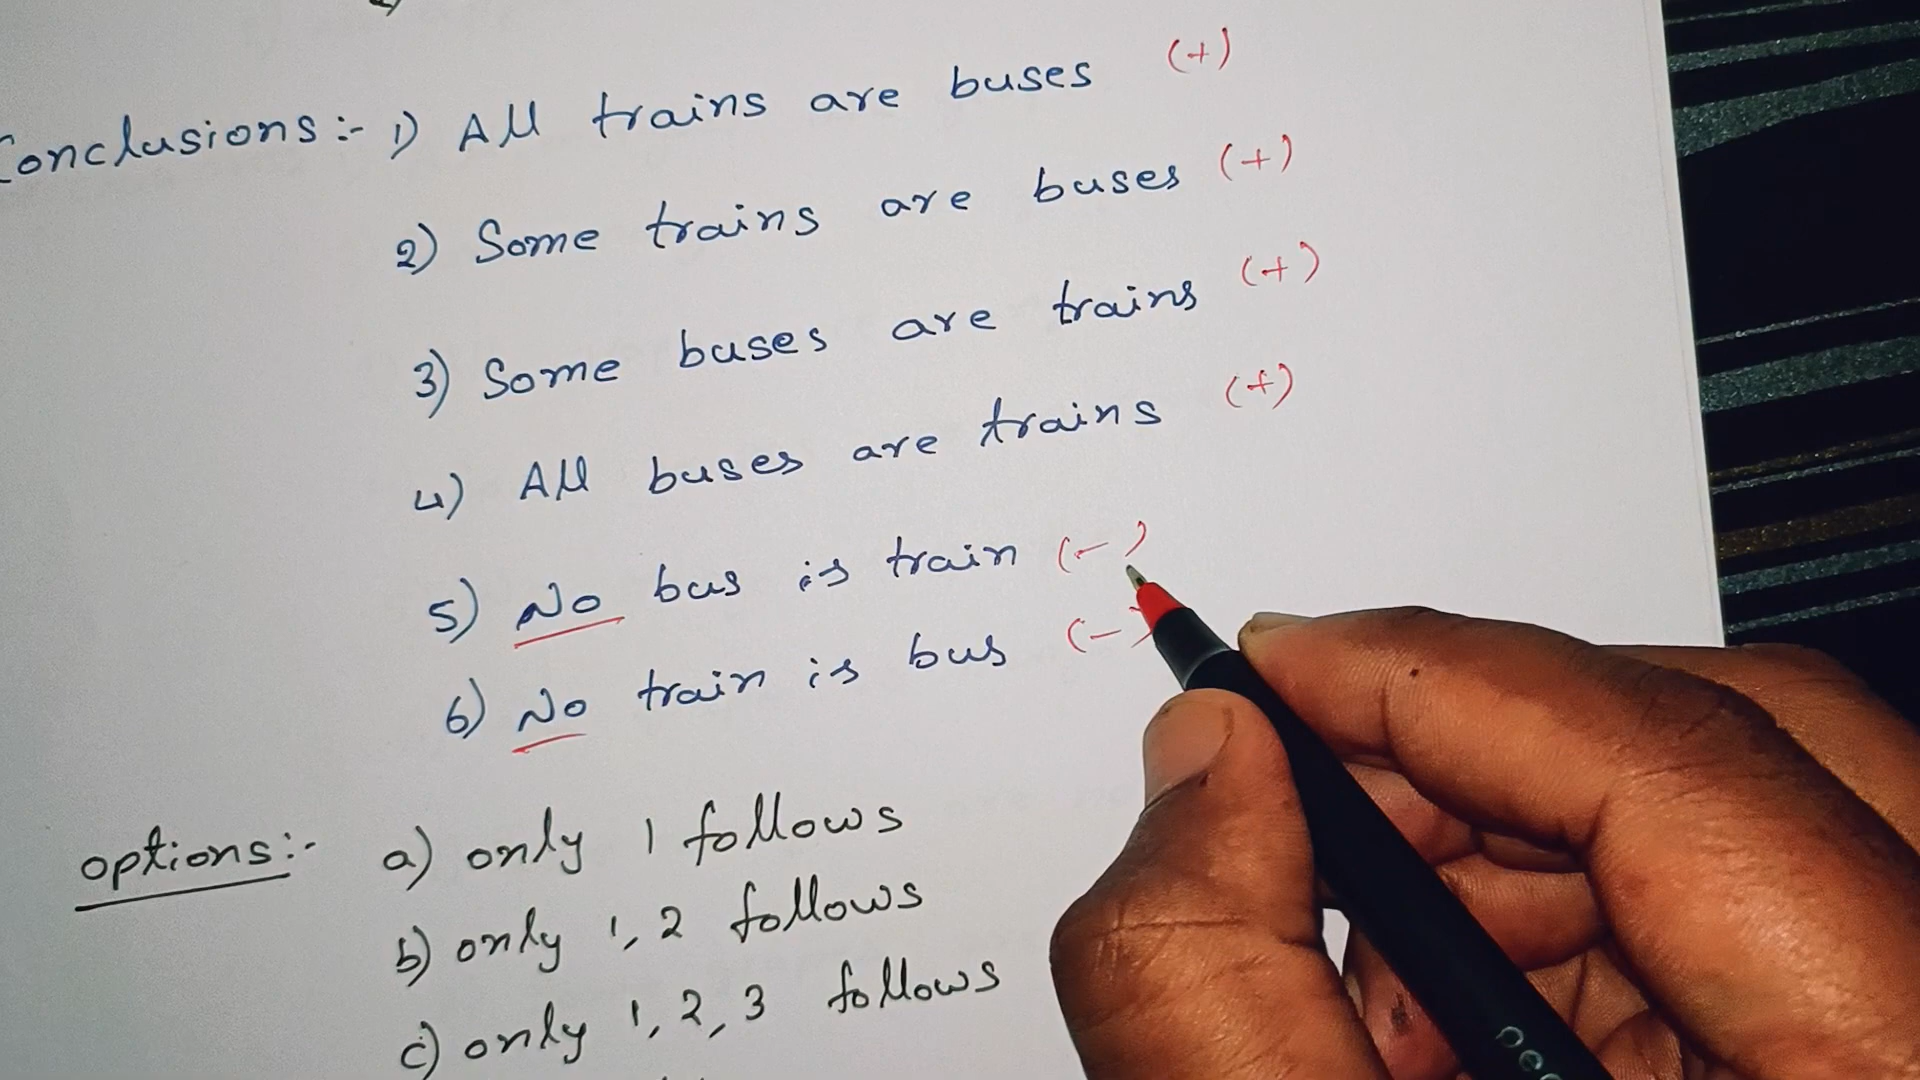 Conclusions:- 1) All trains are buses (+)
2) Some trains are buses (+)
3) Some buses are trains (+)
4) All buses are trains (+)
5) No bus is train (-)
6) No train is bus (-)
options:- a) only 1 follows
b) only 1, 2 follows
c) only 1, 2, 3 follows